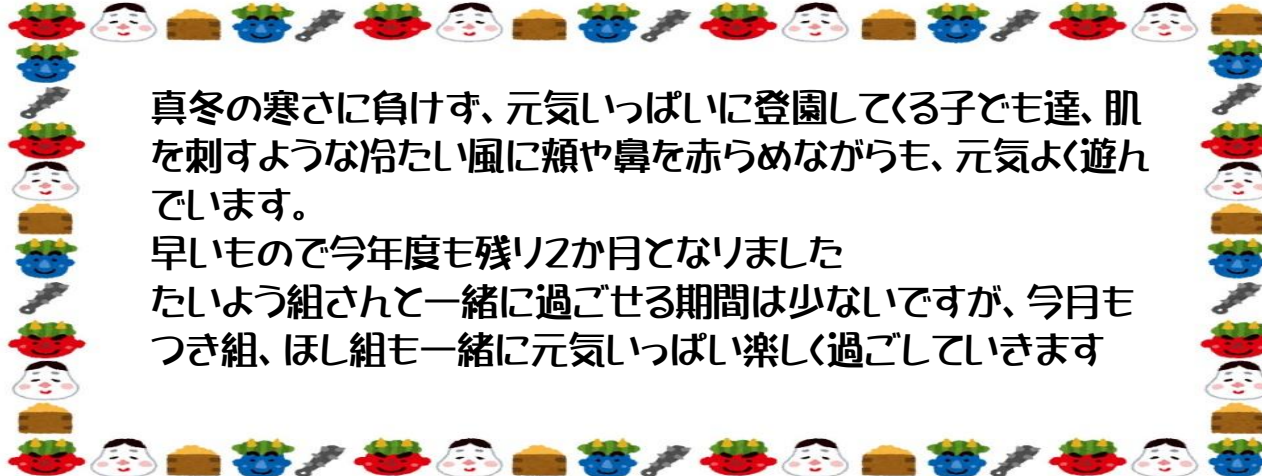 真冬の寒さに負けず、元気いっぱいに登園してくる子ども達、肌
を刺すような冷たい風に頬や鼻を赤らめながらも、元気よく遊ん
でいます。
早いもので今年度も残り2か月となりました
たいよう組さんと一緒に過ごせる期間は少ないですが、今月も
つき組、ほし組も一緒に元気いっぱい楽しく過ごしていきます